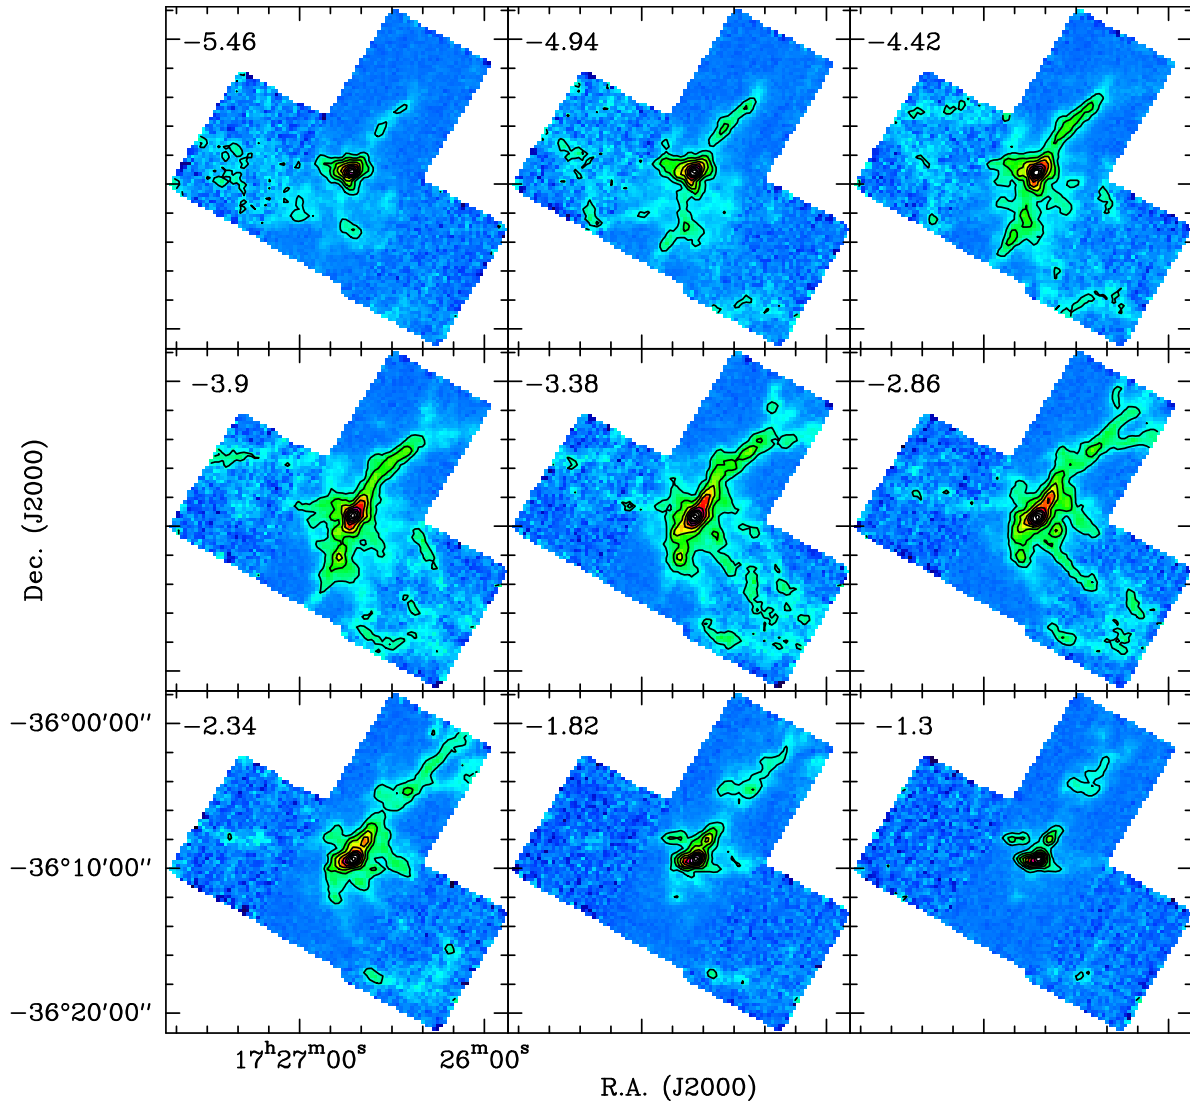 −5.46 −4.94 −4.42
−3.9 −3.38 −2.86
Dec. (J2000)
−2.34 −1.82 −1.3
−36°00′00″
−36°10′00″
−36°20′00″
17ʰ27ᵐ00ˢ 26ᵐ00ˢ
R.A. (J2000)